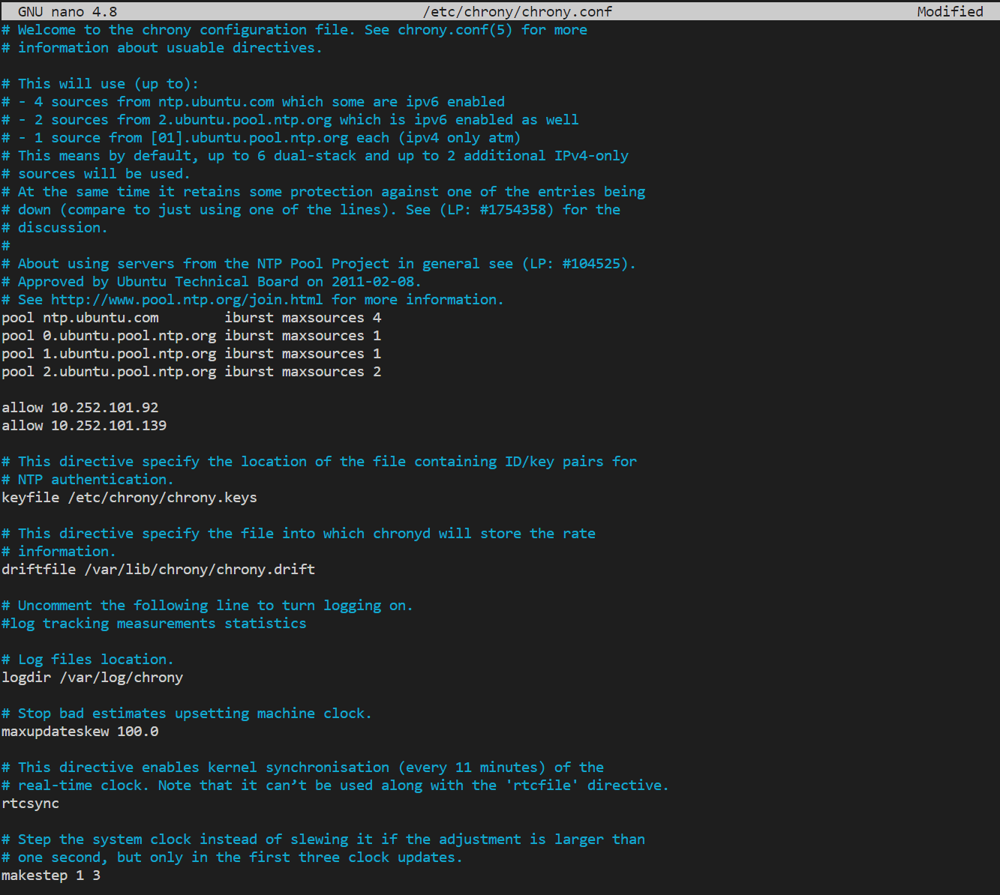 GNU nano 4.8 /etc/chrony/chrony.conf Modified
# Welcome to the chrony configuration file. See chrony.conf(5) for more
# information about usuable directives.
# This will use (up to):
# - 4 sources from ntp.ubuntu.com which some are ipv6 enabled
# - 2 sources from 2.ubuntu.pool.ntp.org which is ipv6 enabled as well
# - 1 source from [01].ubuntu.pool.ntp.org each (ipv4 only atm)
# This means by default, up to 6 dual-stack and up to 2 additional IPv4-only
# sources will be used.
# At the same time it retains some protection against one of the entries being
# down (compare to just using one of the lines). See (LP: #1754358) for the
# discussion.
#
# About using servers from the NTP Pool Project in general see (LP: #104525).
# Approved by Ubuntu Technical Board on 2011-02-08.
# See http://www.pool.ntp.org/join.html for more information.
pool ntp.ubuntu.com        iburst maxsources 4
pool 0.ubuntu.pool.ntp.org iburst maxsources 1
pool 1.ubuntu.pool.ntp.org iburst maxsources 1
pool 2.ubuntu.pool.ntp.org iburst maxsources 2
allow 10.252.101.92
allow 10.252.101.139
# This directive specify the location of the file containing ID/key pairs for
# NTP authentication.
keyfile /etc/chrony/chrony.keys
# This directive specify the file into which chronyd will store the rate
# information.
driftfile /var/lib/chrony/chrony.drift
# Uncomment the following line to turn logging on.
#log tracking measurements statistics
# Log files location.
logdir /var/log/chrony
# Stop bad estimates upsetting machine clock.
maxupdateskew 100.0
# This directive enables kernel synchronisation (every 11 minutes) of the
# real-time clock. Note that it can’t be used along with the 'rtcfile' directive.
rtcsync
# Step the system clock instead of slewing it if the adjustment is larger than
# one second, but only in the first three clock updates.
makestep 1 3